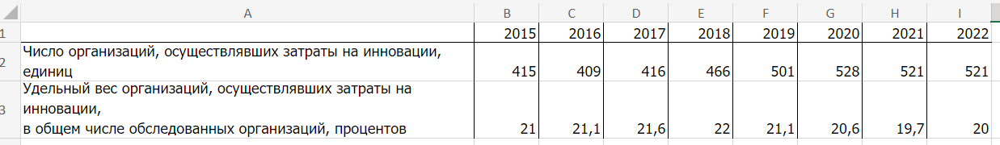 A B C D E F G H I
1 2015 2016 2017 2018 2019 2020 2021 2022
Число организаций, осуществлявших затраты на инновации,
2 единиц 415 409 416 466 501 528 521 521
Удельный вес организаций, осуществлявших затраты на
3 инновации,
в общем числе обследованных организаций, процентов 21 21,1 21,6 22 21,1 20,6 19,7 20